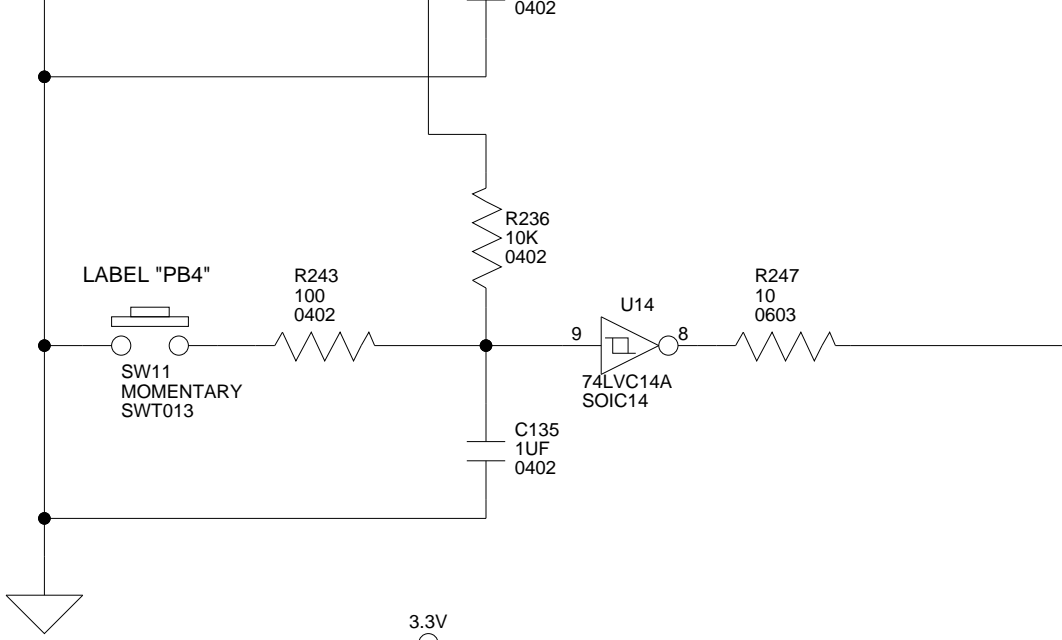 0402
R236
10K
0402
LABEL "PB4"
R243
100
0402
R247
10
0603
U14
9
8
SW11
MOMENTARY
SWT013
74LVC14A
SOIC14
C135
1UF
0402
3.3V